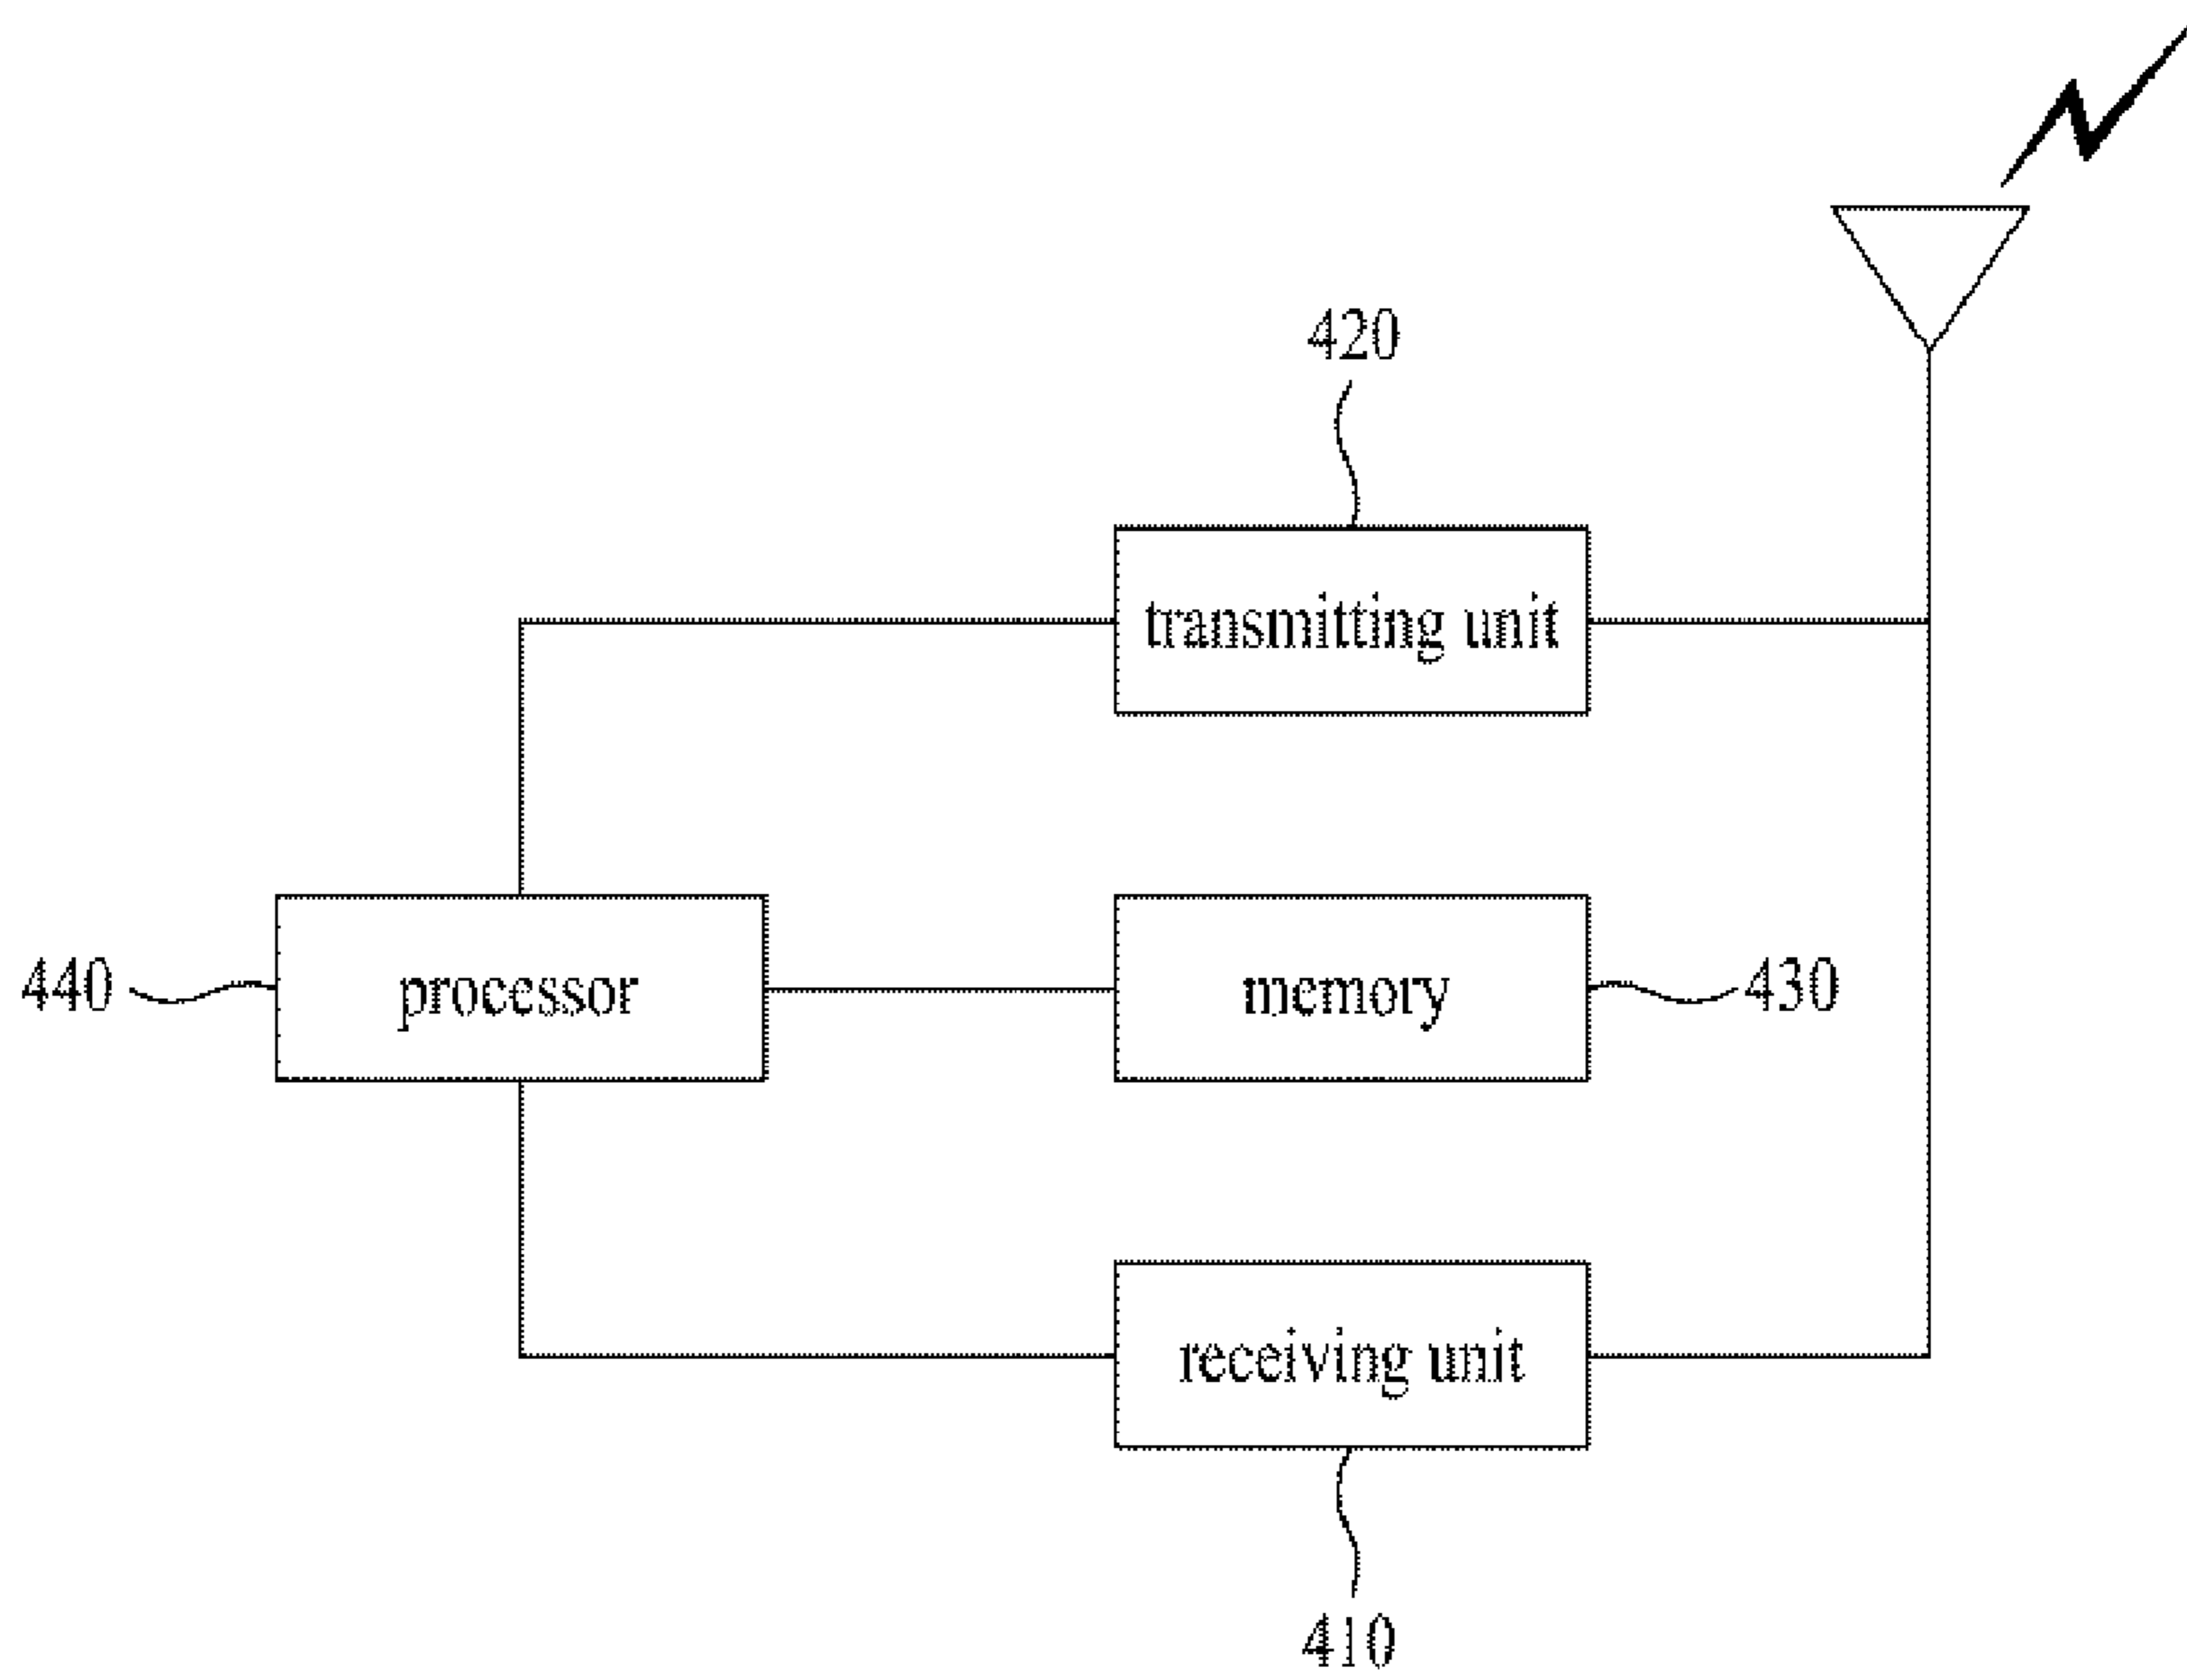 420
transmitting unit
440
processor
memory
430
receiving unit
410